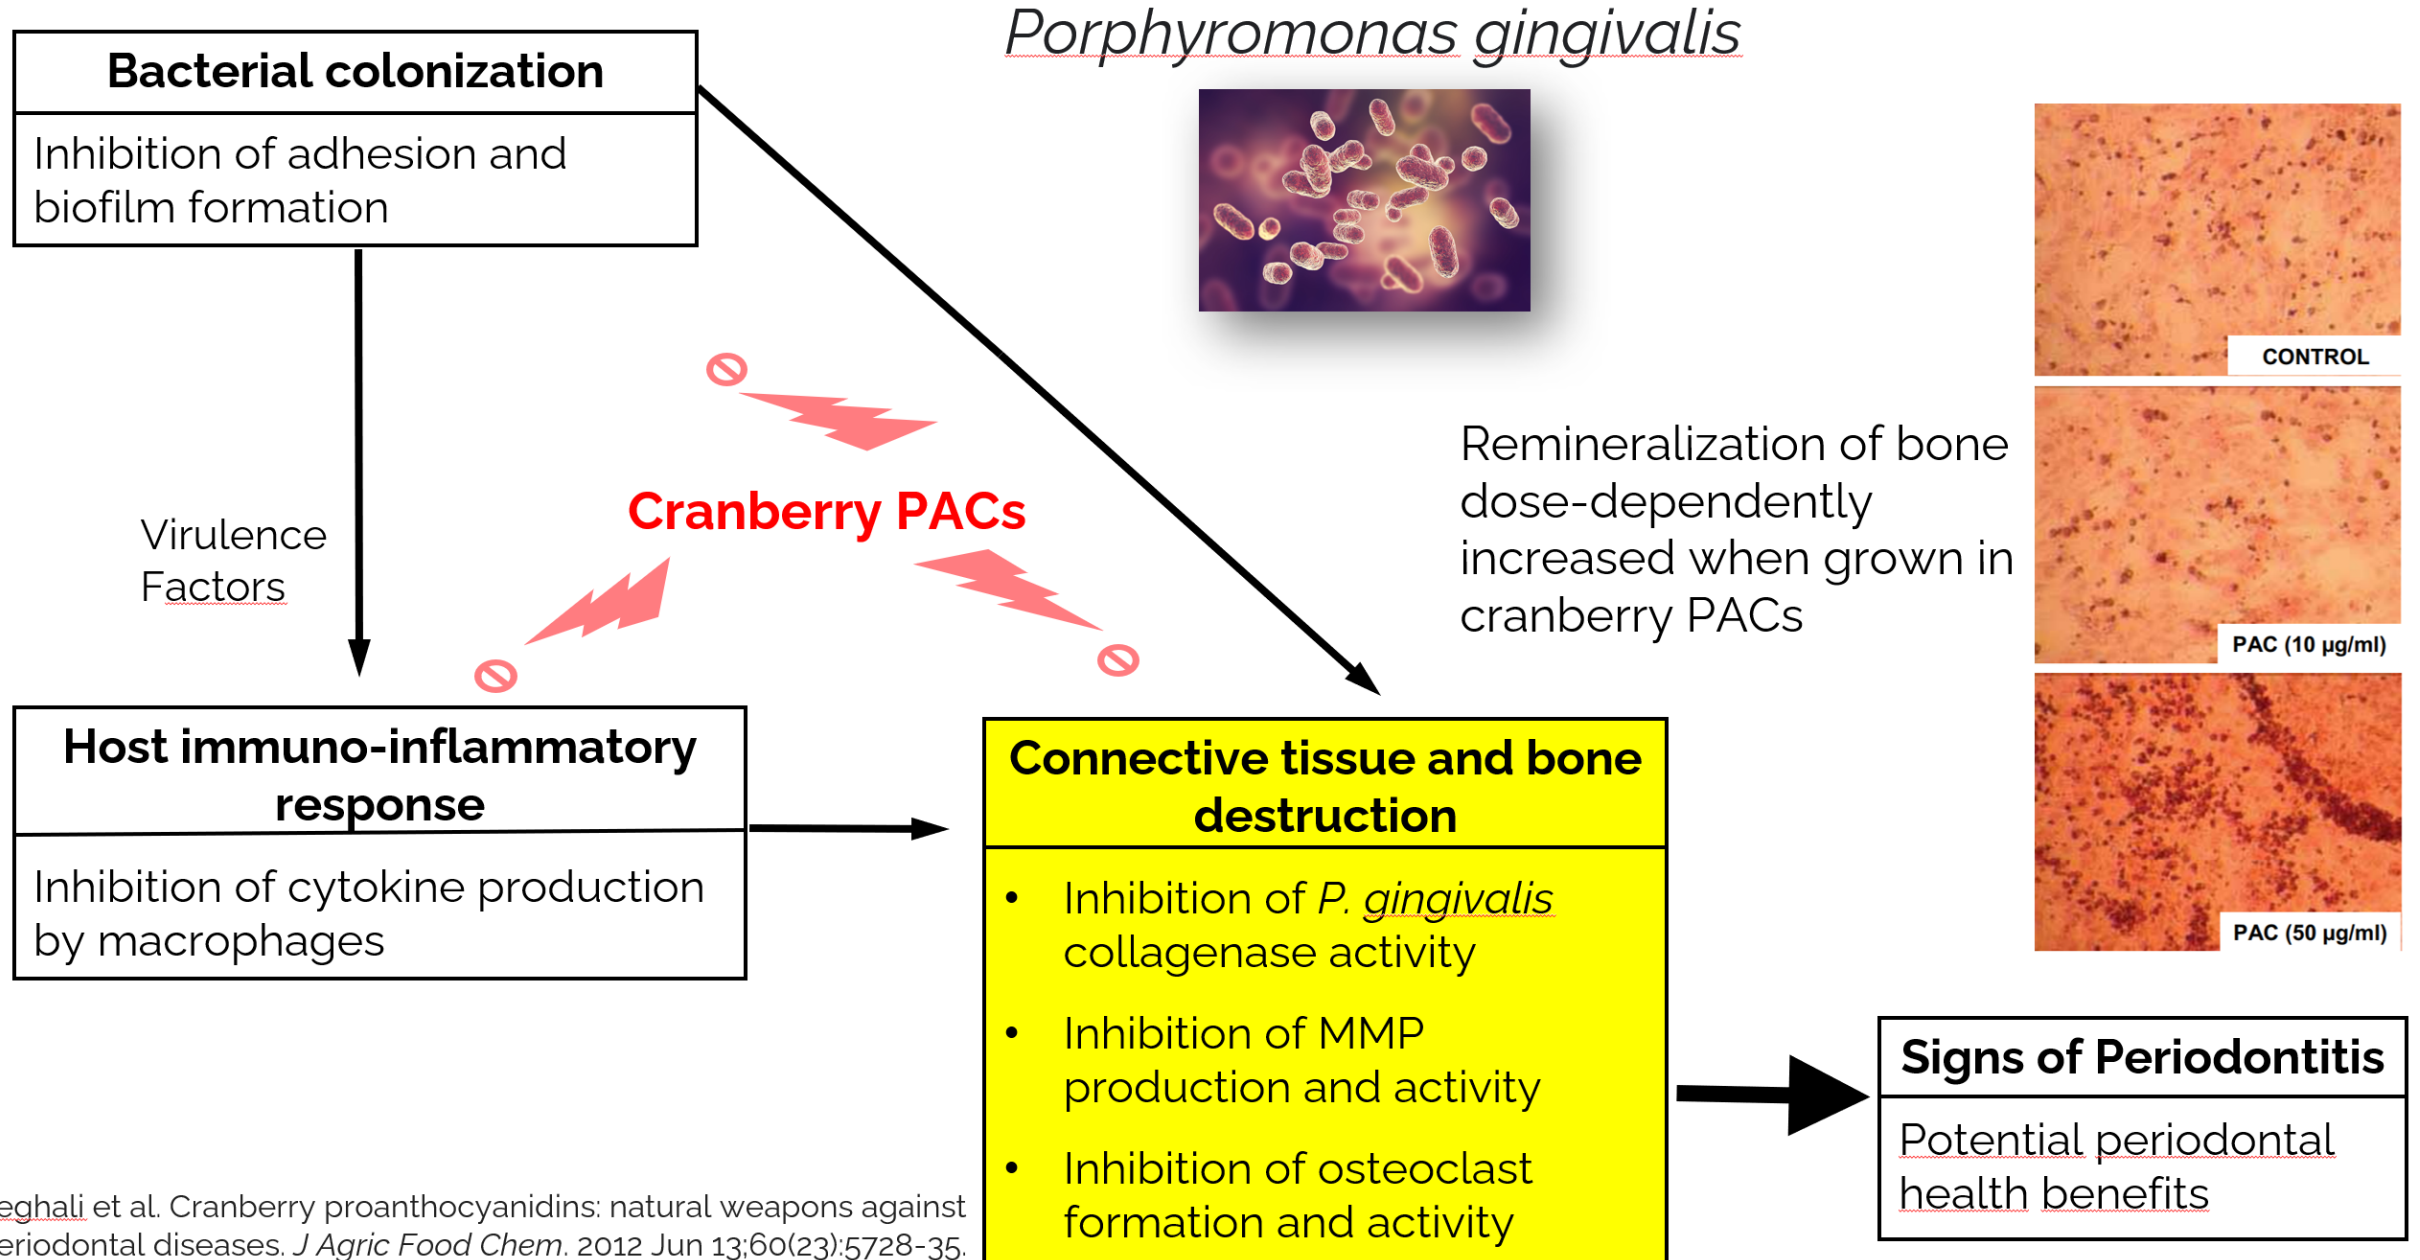 Porphyromonas gingivalis
Bacterial colonization
Inhibition of adhesion and
biofilm formation
CONTROL
Cranberry PACs
Virulence
Factors
Remineralization of bone
dose-dependently
increased when grown in
cranberry PACs
PAC (10 µg/ml)
PAC (50 µg/ml)
Host immuno-inflammatory
response
Inhibition of cytokine production
by macrophages
Connective tissue and bone
destruction
• Inhibition of P. gingivalis
collagenase activity
• Inhibition of MMP
production and activity
• Inhibition of osteoclast
formation and activity
Signs of Periodontitis
Potential periodontal
health benefits
eghali et al. Cranberry proanthocyanidins: natural weapons against
eriodontal diseases. J Agric Food Chem. 2012 Jun 13;60(23):5728-35.